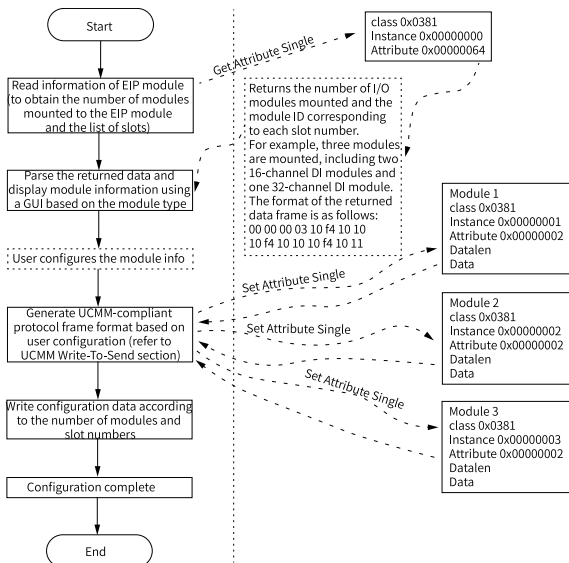 Start
Read information of EIP module
(to obtain the number of modules
mounted to the EIP module
and the list of slots)
Parse the returned data and
display module information using
a GUI based on the module type
User configures the module info
Generate UCMM-compliant
protocol frame format based on
user configuration (refer to
UCMM Write-To-Send section)
Write configuration data according
to the number of modules and
slot numbers
Configuration complete
End
Get Attribute Single
class 0x0381
Instance 0x00000000
Attribute 0x00000064
Returns the number of I/O
modules mounted and the
module ID corresponding
to each slot number.
For example, three modules
are mounted, including two
16-channel DI modules and
one 32-channel DI module.
The format of the returned
data frame is as follows:
00 00 00 03 10 f4 10 10
10 f4 10 10 10 f4 10 11
Set Attribute Single
Module 1
class 0x0381
Instance 0x00000001
Attribute 0x00000002
Datalen
Data
Set Attribute Single
Module 2
class 0x0381
Instance 0x00000002
Attribute 0x00000002
Datalen
Data
Set Attribute Single
Module 3
class 0x0381
Instance 0x00000003
Attribute 0x00000002
Datalen
Data